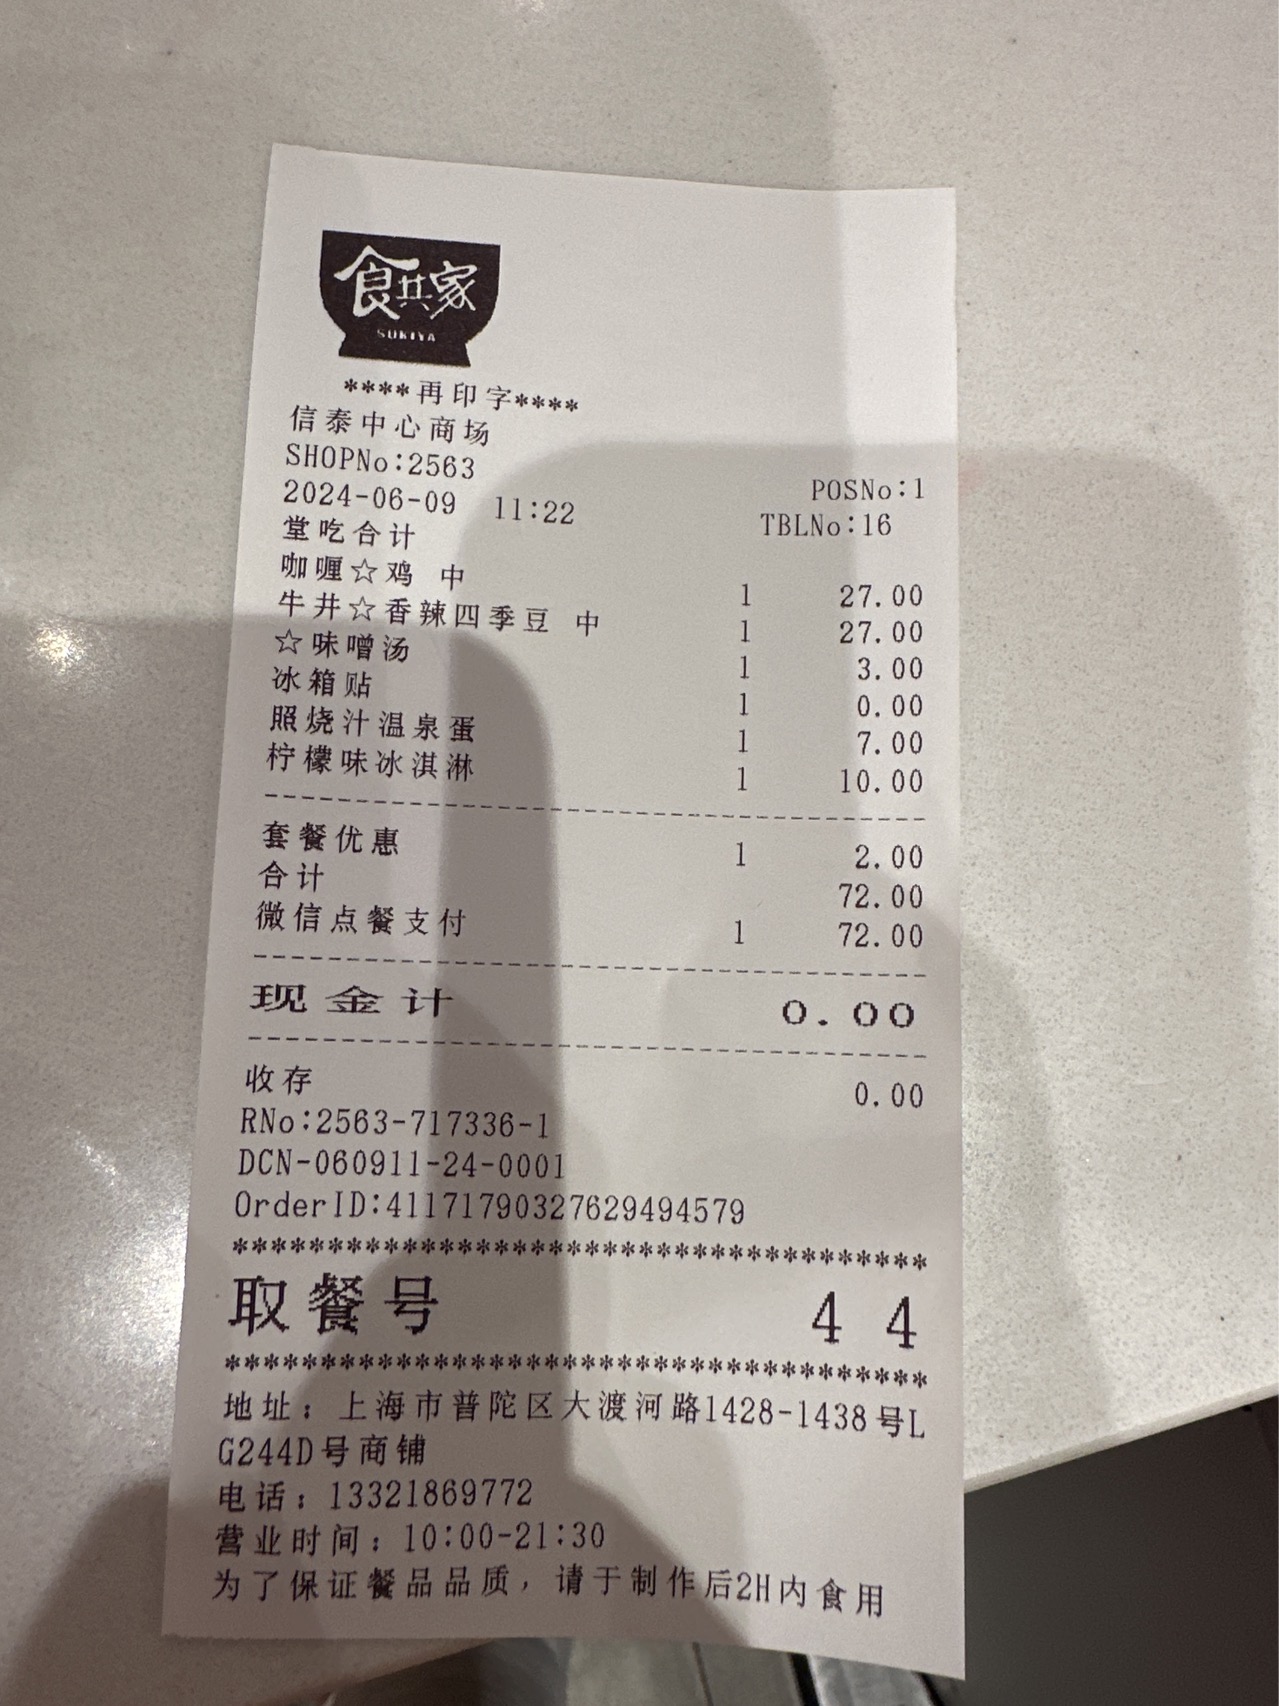 食其家
SUKIYA
****再印字****
信泰中心商场
SHOPNo:2563 POSNo:1
2024-06-09 11:22 TBLNo:16
堂吃合计
咖喱☆鸡 中 1 27.00
牛井☆香辣四季豆 中 1 27.00
☆味噌汤 1 3.00
冰箱贴 1 0.00
照烧汁温泉蛋 1 7.00
柠檬味冰淇淋 1 10.00
套餐优惠 1 2.00
合计 72.00
微信点餐支付 1 72.00
现金计 0.00
收存 0.00
RNo:2563-717336-1
DCN-060911-24-0001
OrderID:41171790327629494579
****************************************
取餐号 44
****************************************
地址：上海市普陀区大渡河路1428-1438号L
G244D号商铺
电话：13321869772
营业时间：10:00-21:30
为了保证餐品品质，请于制作后2H内食用